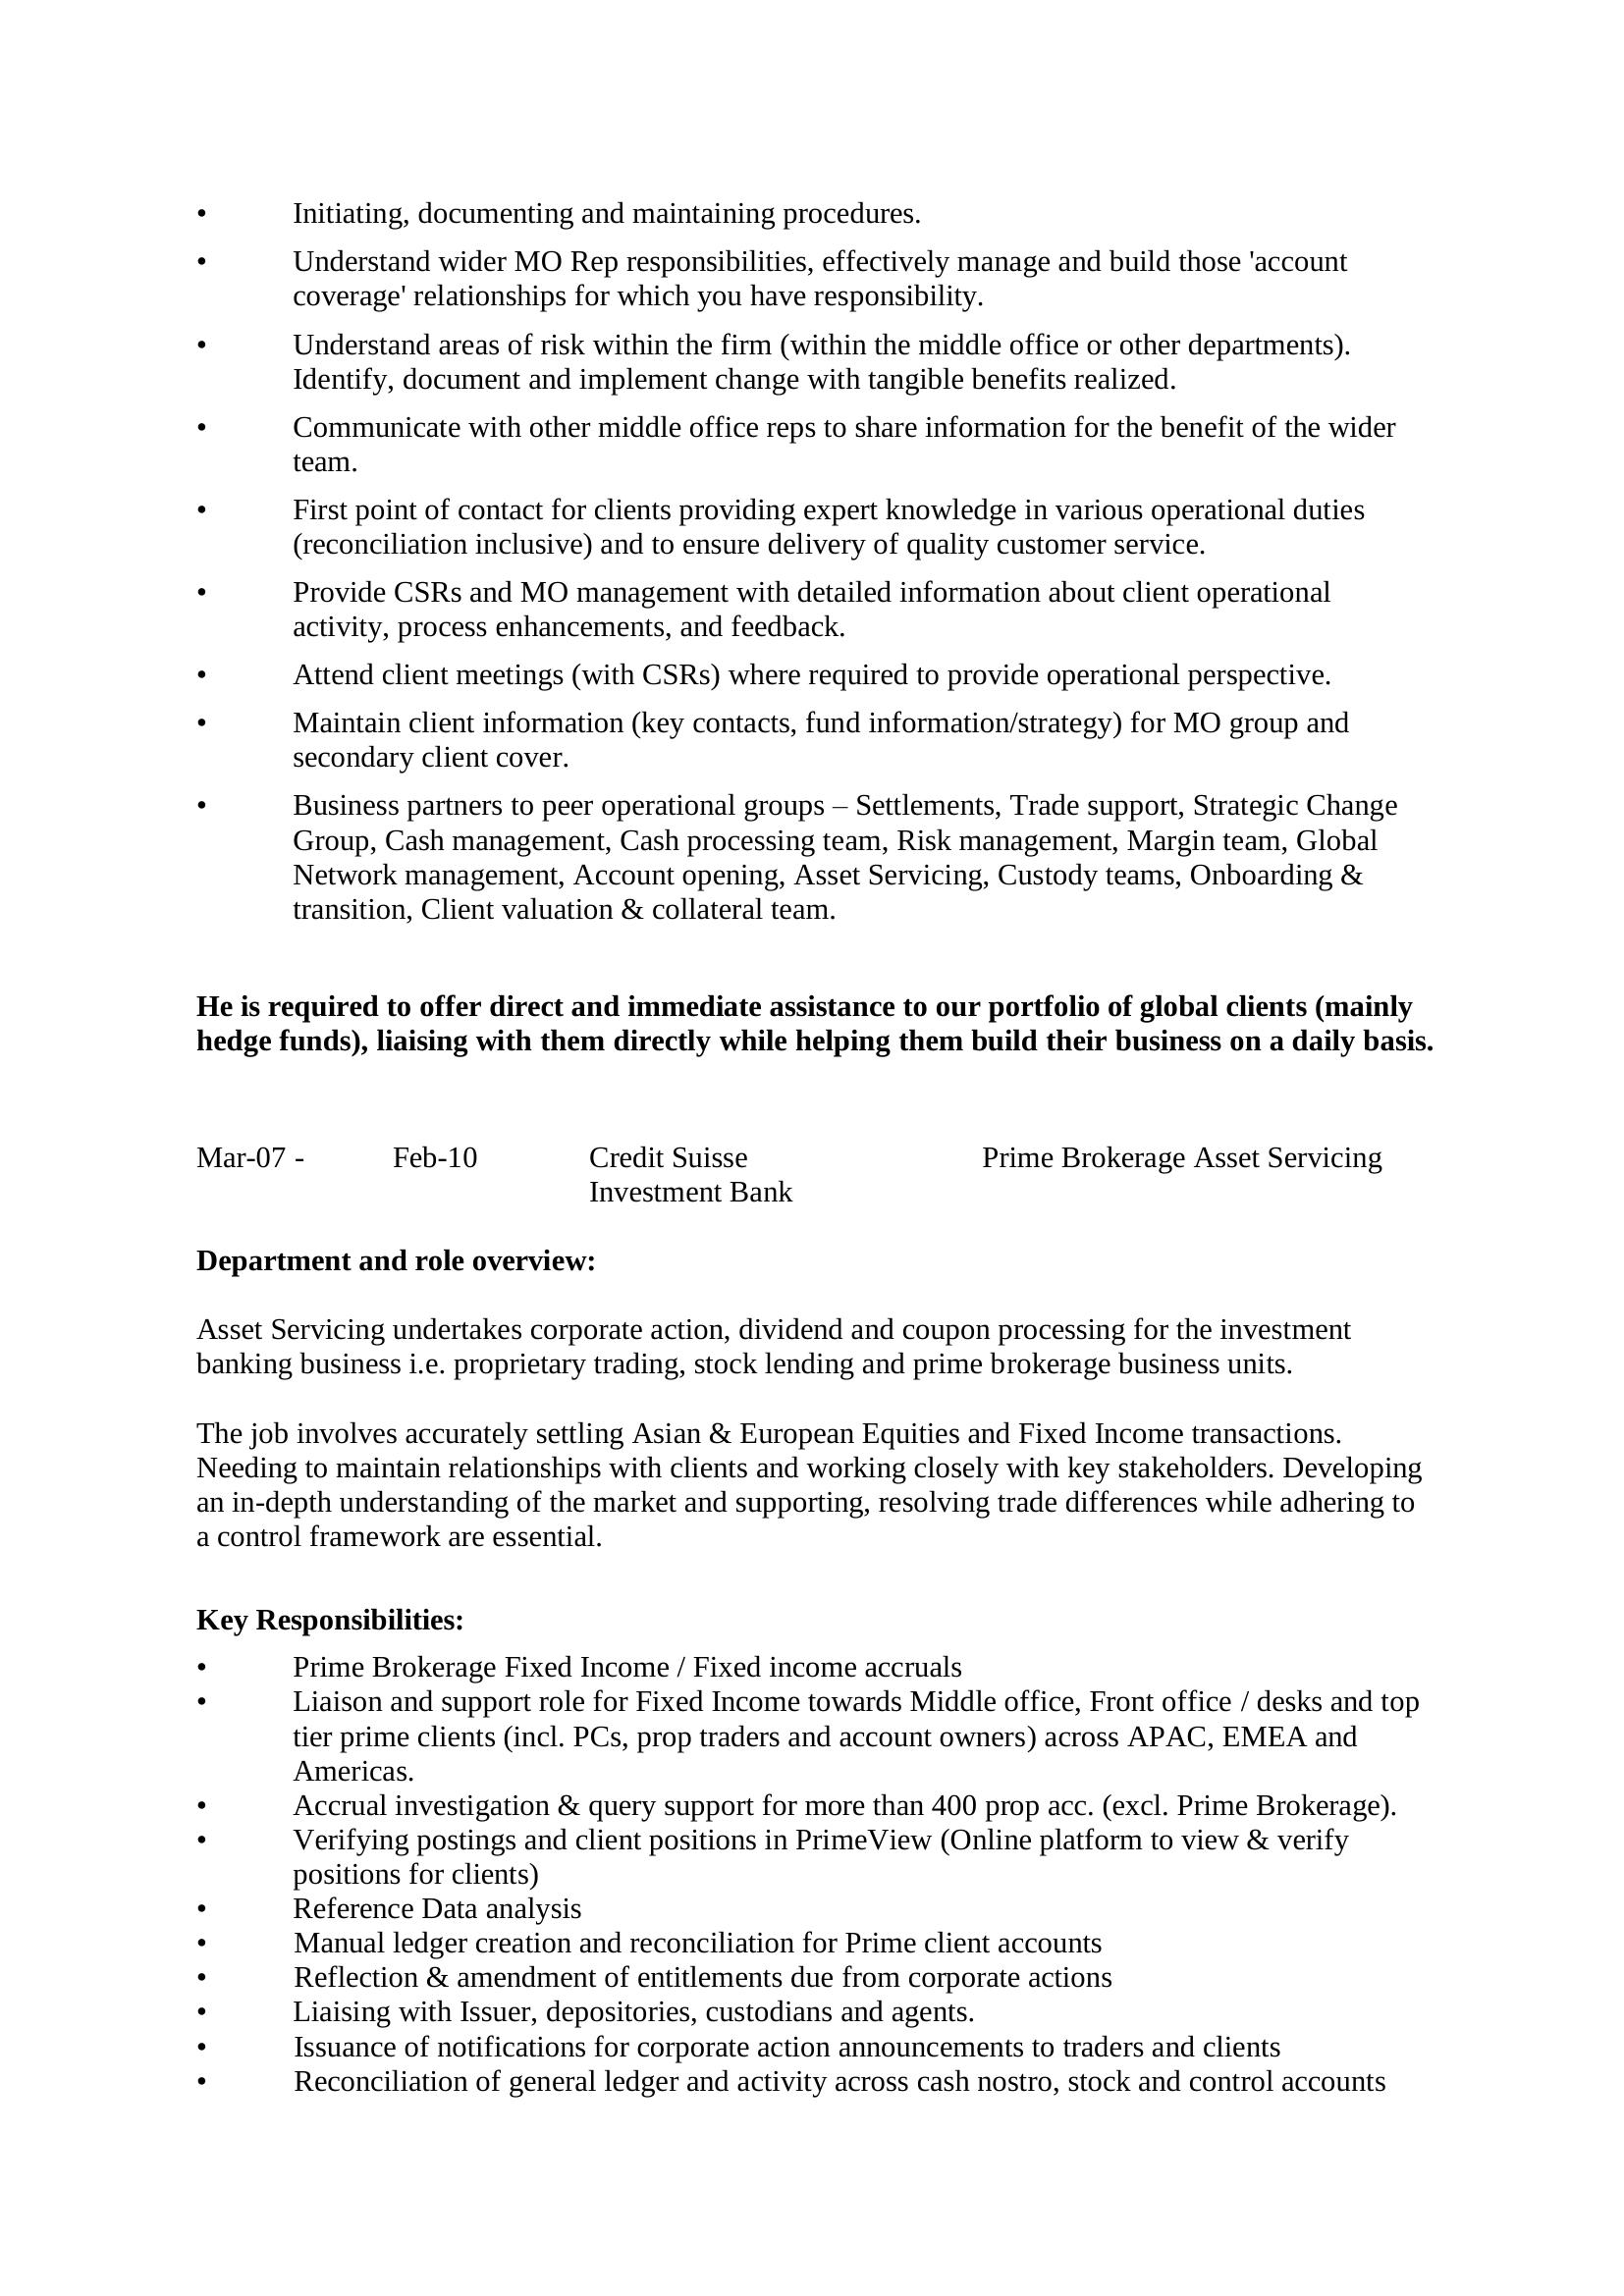 • Initiating, documenting and maintaining procedures.
• Understand wider MO Rep responsibilities, effectively manage and build those 'account
coverage' relationships for which you have responsibility.
• Understand areas of risk within the firm (within the middle office or other departments).
Identify, document and implement change with tangible benefits realized.
• Communicate with other middle office reps to share information for the benefit of the wider
team.
• First point of contact for clients providing expert knowledge in various operational duties
(reconciliation inclusive) and to ensure delivery of quality customer service.
• Provide CSRs and MO management with detailed information about client operational
activity, process enhancements, and feedback.
• Attend client meetings (with CSRs) where required to provide operational perspective.
• Maintain client information (key contacts, fund information/strategy) for MO group and
secondary client cover.
• Business partners to peer operational groups – Settlements, Trade support, Strategic Change
Group, Cash management, Cash processing team, Risk management, Margin team, Global
Network management, Account opening, Asset Servicing, Custody teams, Onboarding &
transition, Client valuation & collateral team.
He is required to offer direct and immediate assistance to our portfolio of global clients (mainly
hedge funds), liaising with them directly while helping them build their business on a daily basis.
Mar-07 - Feb-10 Credit Suisse Prime Brokerage Asset Servicing
Investment Bank
Department and role overview:
Asset Servicing undertakes corporate action, dividend and coupon processing for the investment
banking business i.e. proprietary trading, stock lending and prime brokerage business units.
The job involves accurately settling Asian & European Equities and Fixed Income transactions.
Needing to maintain relationships with clients and working closely with key stakeholders. Developing
an in-depth understanding of the market and supporting, resolving trade differences while adhering to
a control framework are essential.
Key Responsibilities:
• Prime Brokerage Fixed Income / Fixed income accruals
• Liaison and support role for Fixed Income towards Middle office, Front office / desks and top
tier prime clients (incl. PCs, prop traders and account owners) across APAC, EMEA and
Americas.
• Accrual investigation & query support for more than 400 prop acc. (excl. Prime Brokerage).
• Verifying postings and client positions in PrimeView (Online platform to view & verify
positions for clients)
• Reference Data analysis
• Manual ledger creation and reconciliation for Prime client accounts
• Reflection & amendment of entitlements due from corporate actions
• Liaising with Issuer, depositories, custodians and agents.
• Issuance of notifications for corporate action announcements to traders and clients
• Reconciliation of general ledger and activity across cash nostro, stock and control accounts